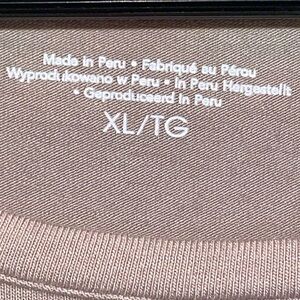 Made in Peru • Fabriqué au Pérou
Wyprodukowano w Peru • In Peru Hergestellt
• Geproduceerd in Peru
XL/TG